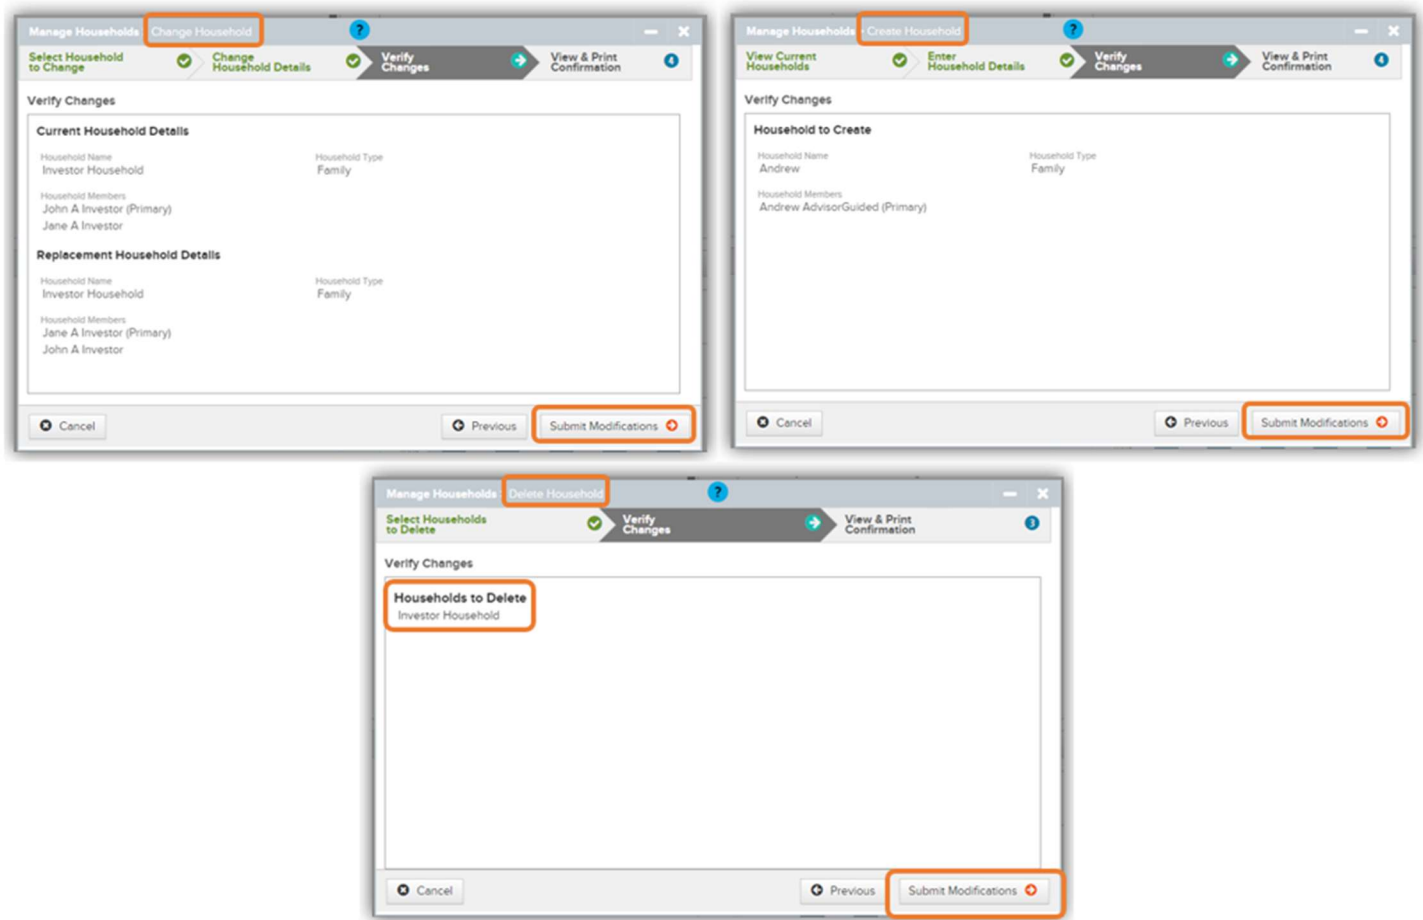 Manage Households Change Household ?
Select Household
to Change
Change
Household Details
Verify
Changes
View & Print
Confirmation
4
Verify Changes
Current Household Details
Household Name
Investor Household
Household Type
Family
Household Members
John A Investor (Primary)
Jane A Investor
Replacement Household Details
Household Name
Investor Household
Household Type
Family
Household Members
Jane A Investor (Primary)
John A Investor
Cancel
Previous
Submit Modifications
Manage Households Create Household ?
View Current
Households
Enter
Household Details
Verify
Changes
View & Print
Confirmation
4
Verify Changes
Household to Create
Household Name
Andrew
Household Type
Family
Household Members
Andrew AdvisorGuided (Primary)
Cancel
Previous
Submit Modifications
Manage Households Delete Household ?
Select Households
to Delete
Verify
Changes
View & Print
Confirmation
3
Verify Changes
Households to Delete
Investor Household
Cancel
Previous
Submit Modifications